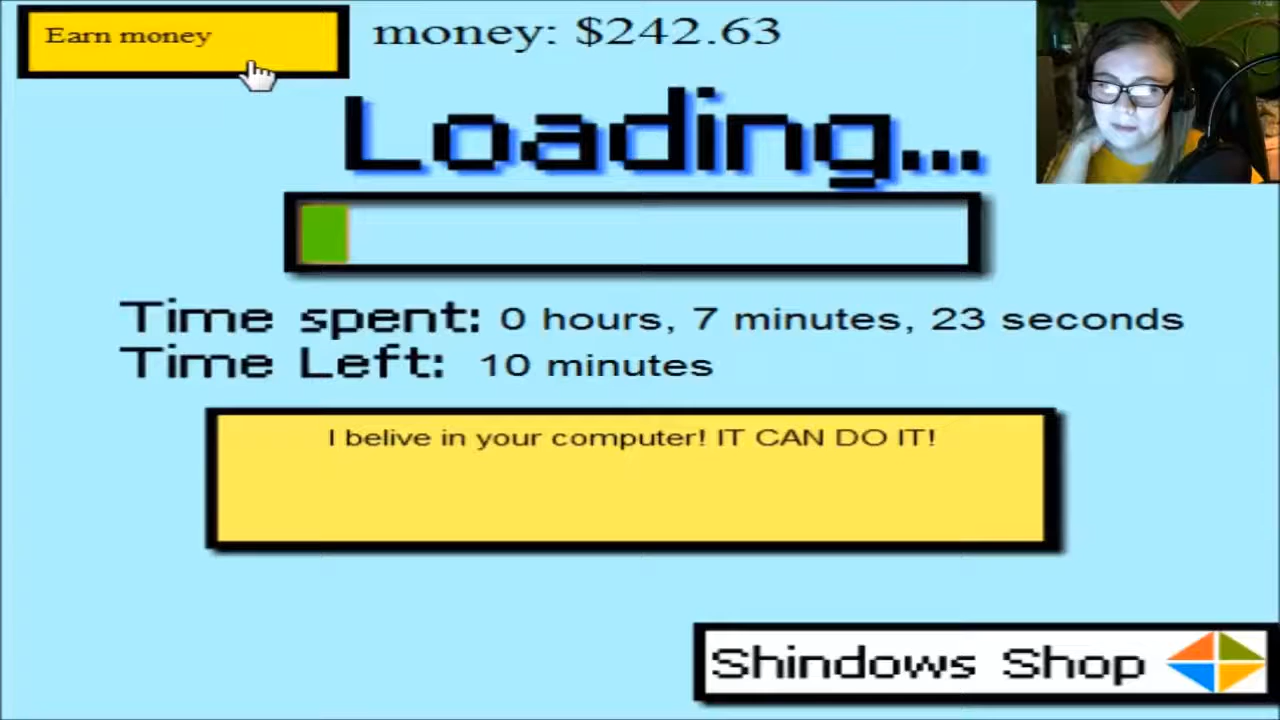 Earn money
money: $242.63
Loading...
Time spent: 0 hours, 7 minutes, 23 seconds
Time Left: 10 minutes
I belive in your computer! IT CAN DO IT!
Shindows Shop